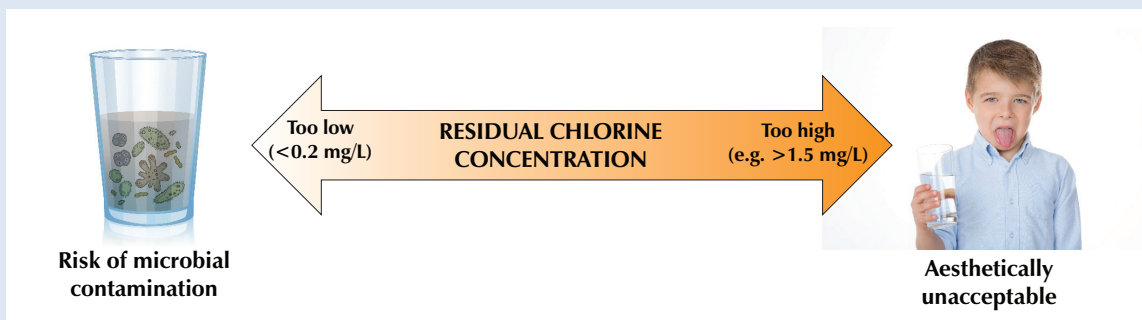 Too low
(<0.2 mg/L)
RESIDUAL CHLORINE
CONCENTRATION
Too high
(e.g. >1.5 mg/L)
Risk of microbial
contamination
Aesthetically
unacceptable